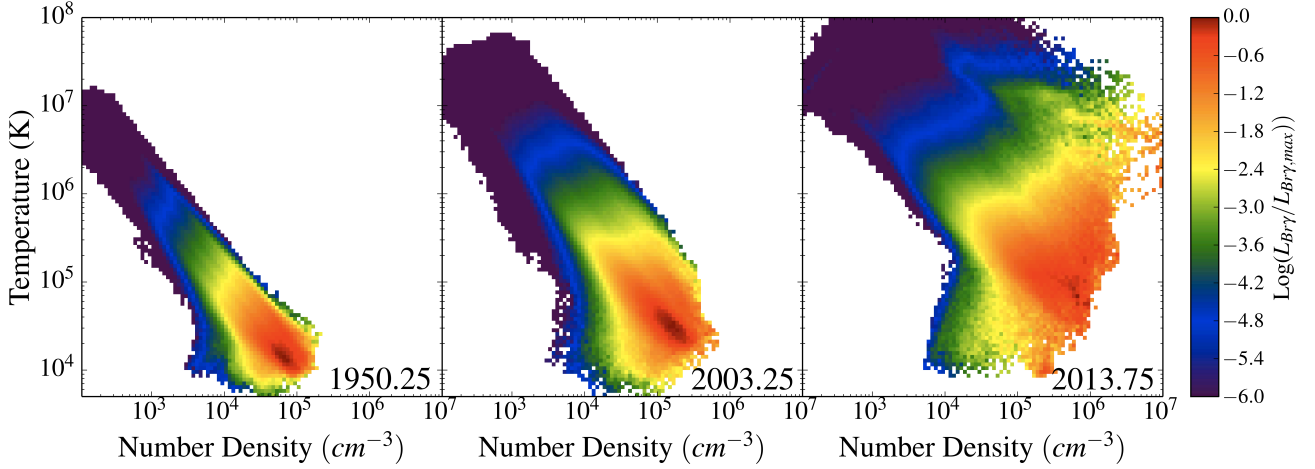 10^8
10^7
10^6
10^5
10^4
Temperature (K)
1950.25
2003.25
2013.75
10^3 10^4 10^5 10^6 10^7
10^3 10^4 10^5 10^6 10^7
10^3 10^4 10^5 10^6 10^7
Number Density (cm^{-3})
Number Density (cm^{-3})
Number Density (cm^{-3})
0.0
−0.6
−1.2
−1.8
−2.4
−3.0
−3.6
−4.2
−4.8
−5.4
−6.0
Log(L_{Brγ}/L_{Brγ,max}))